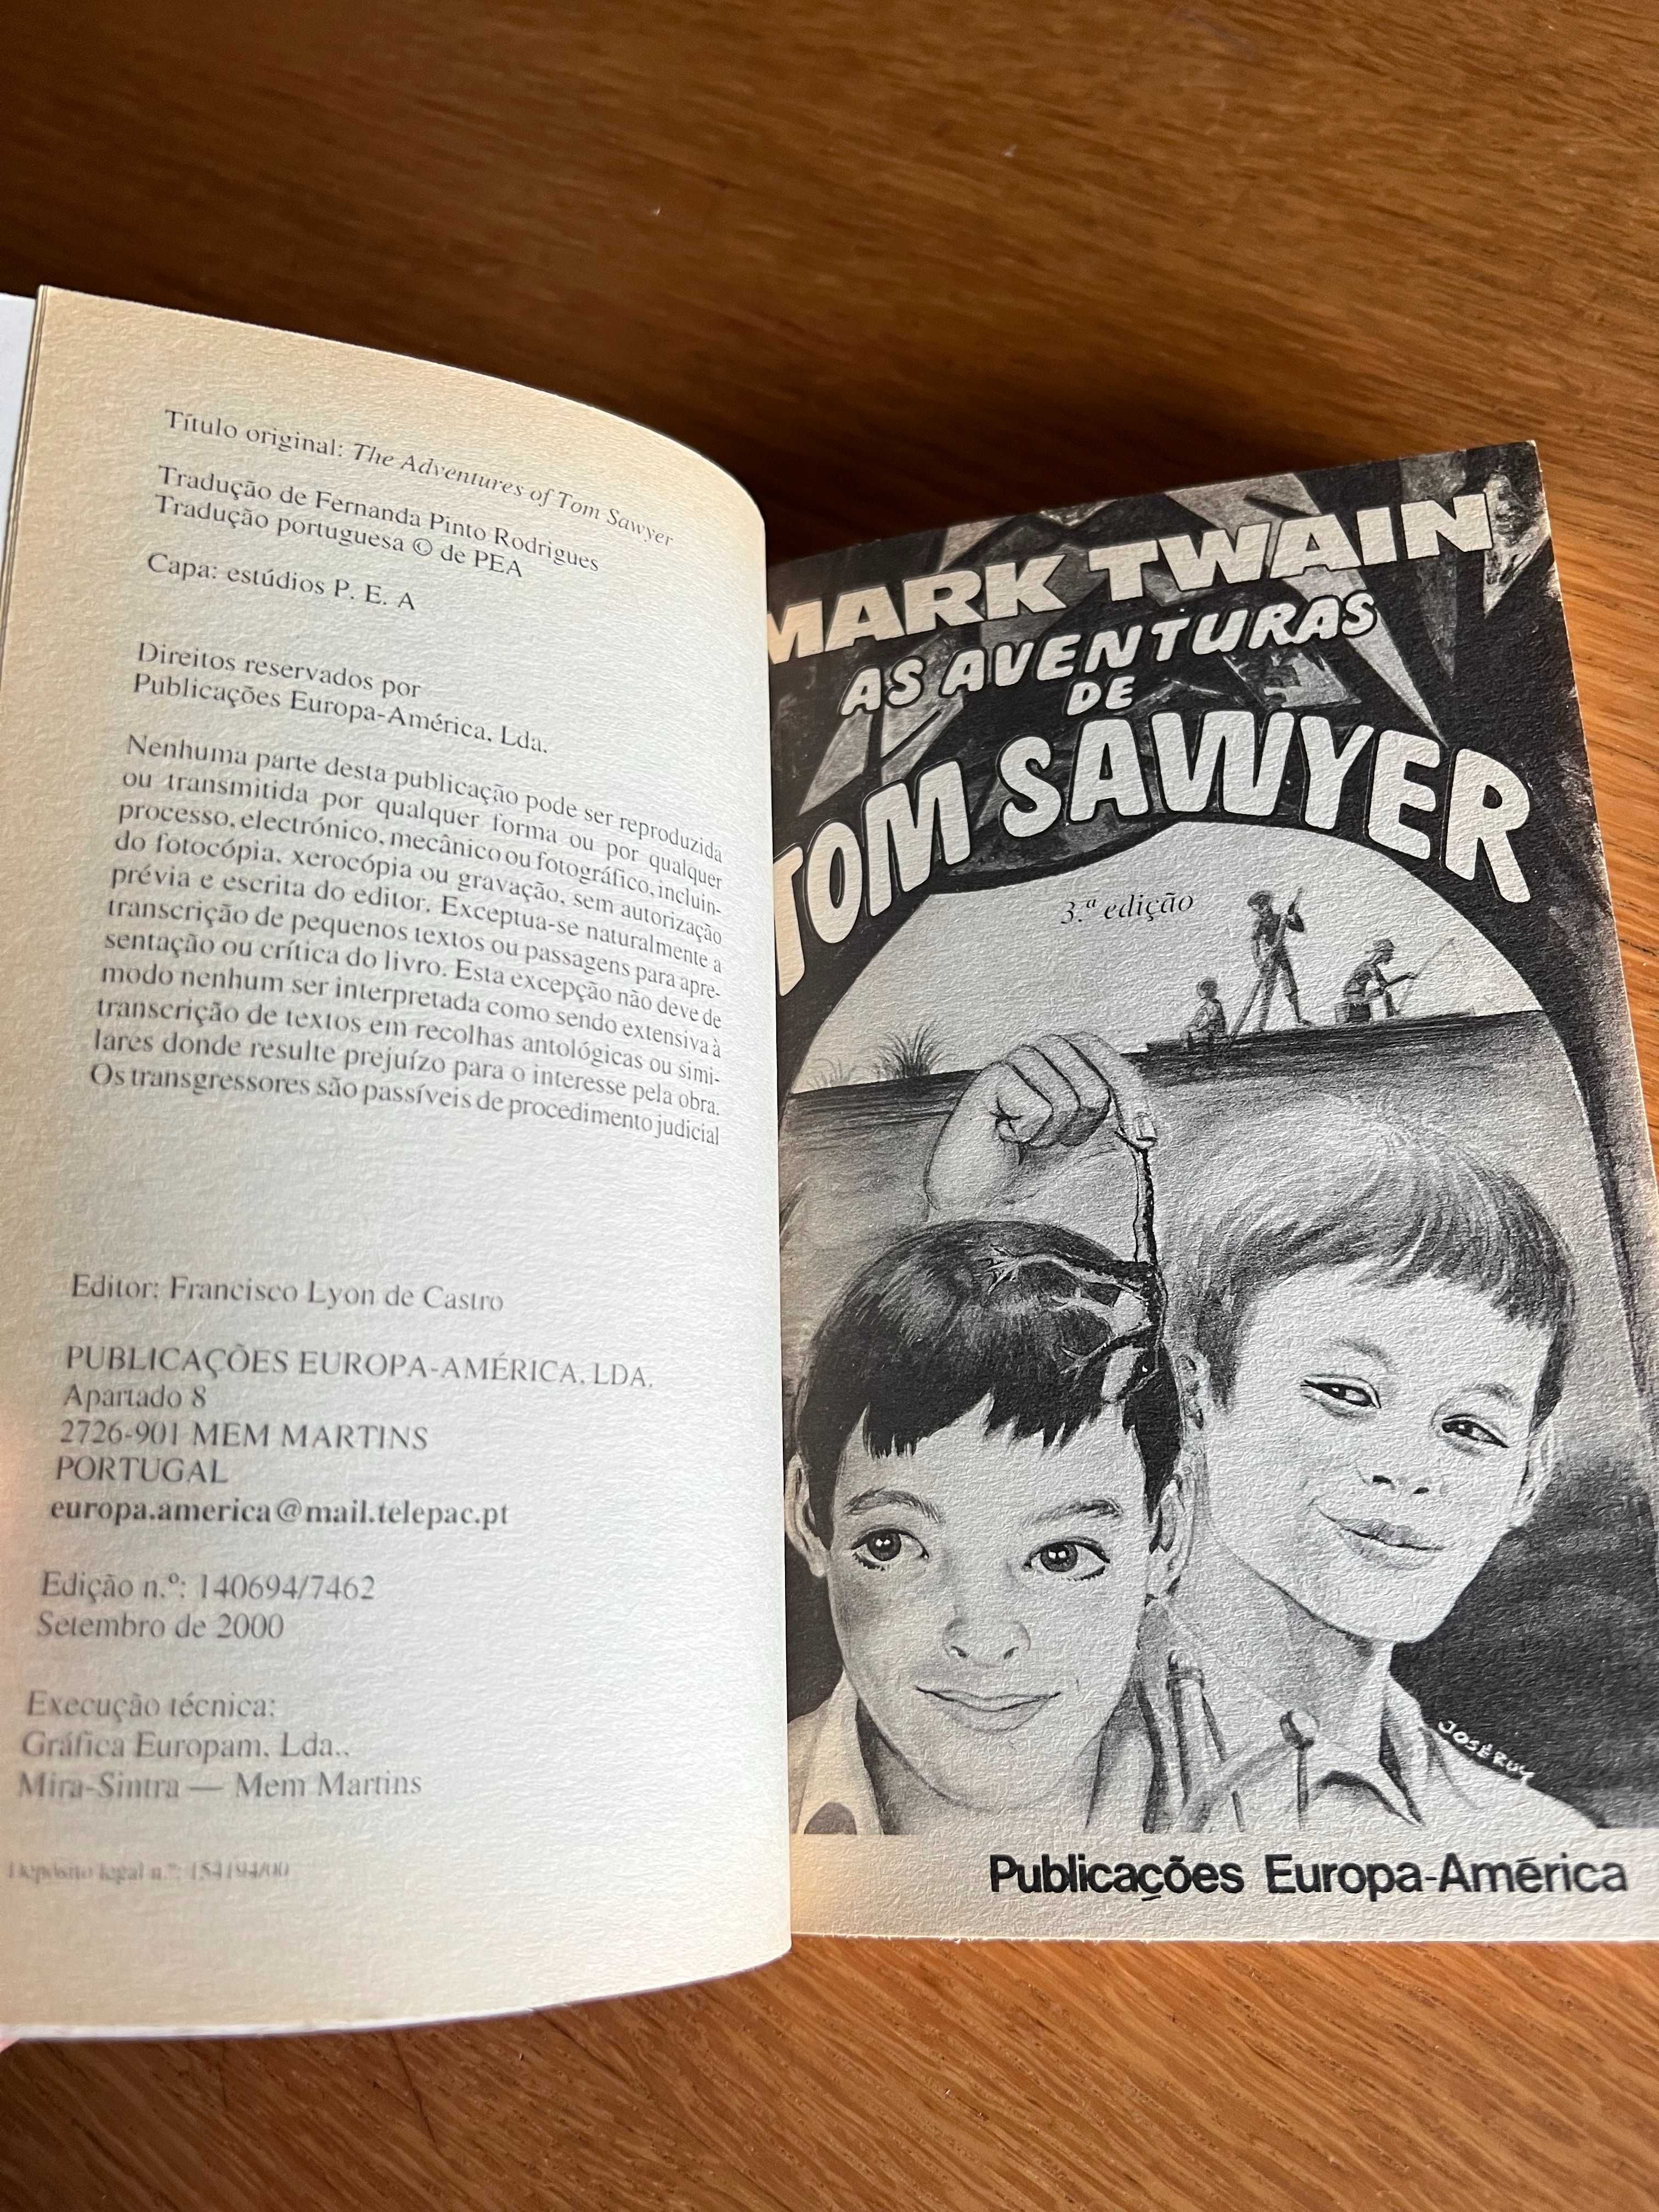 Título original: The Adventures of Tom Sawyer
Tradução de Fernanda Pinto Rodrigues
Tradução portuguesa © de PEA
Capa: estúdios P. E. A
Direitos reservados por
Publicações Europa-América, Lda.
Nenhuma parte desta publicação pode ser reproduzida
ou transmitida por qualquer forma ou por qualquer
processo, electrónico, mecânico ou fotográfico, incluin-
do fotocópia, xerocópia ou gravação, sem autorização
prévia e escrita do editor. Exceptua-se naturalmente a
transcrição de pequenos textos ou passagens para apre-
sentação ou crítica do livro. Esta excepção não deve de
modo nenhum ser interpretada como sendo extensiva à
transcrição de textos em recolhas antológicas ou simi-
lares donde resulte prejuízo para o interesse pela obra.
Os transgressores são passíveis de procedimento judicial
Editor: Francisco Lyon de Castro
PUBLICAÇÕES EUROPA-AMÉRICA, LDA.
Apartado 8
2726-901 MEM MARTINS
PORTUGAL
europa.america@mail.telepac.pt
Edição n.º: 140694/7462
Setembro de 2000
Execução técnica:
Gráfica Europam, Lda.,
Mira-Sintra — Mem Martins
Depósito legal n.º: 154194/00
MARK TWAIN
AS AVENTURAS
DE
TOM SAWYER
3.ª edição
JOSÉ RUY
Publicações Europa-América